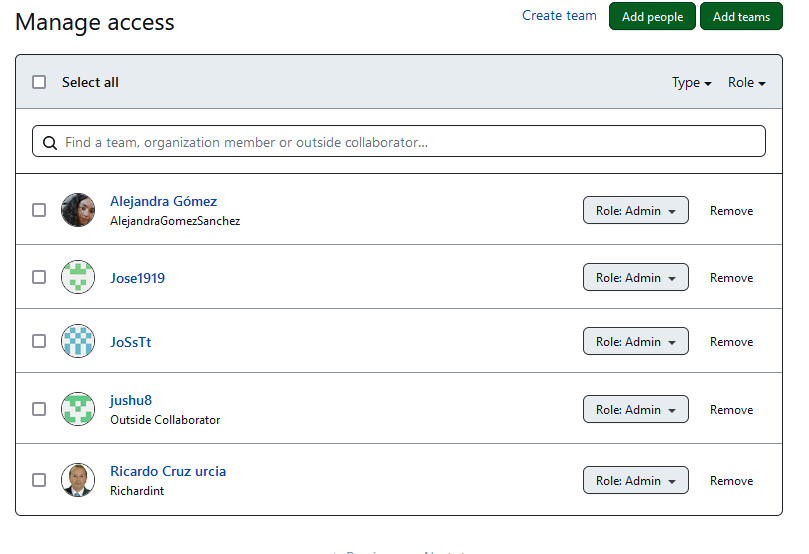 Manage access
Create team
Add people
Add teams
Select all
Type
Role
Find a team, organization member or outside collaborator...
Alejandra Gómez
AlejandraGomezSanchez
Role: Admin
Remove
Jose1919
Role: Admin
Remove
JoSsTt
Role: Admin
Remove
jushu8
Outside Collaborator
Role: Admin
Remove
Ricardo Cruz urcia
Richardint
Role: Admin
Remove